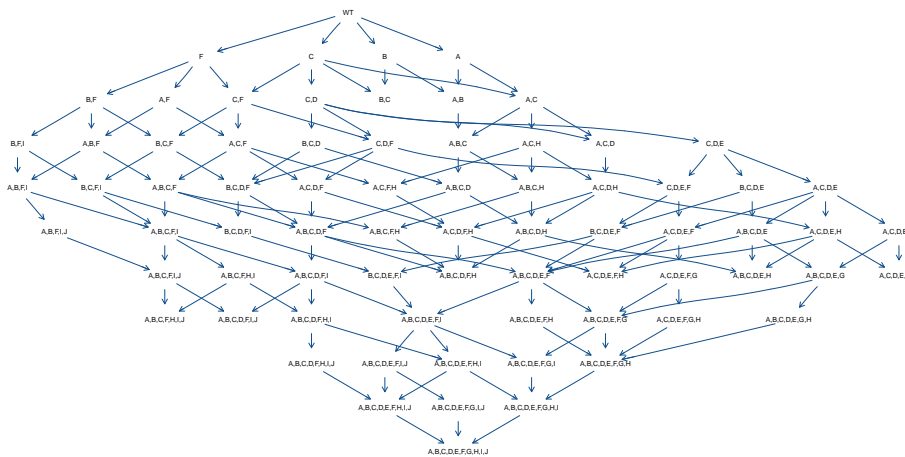 WT
F C B A
B,F A,F C,F C,D B,C A,B A,C
B,F,I A,B,F B,C,F A,C,F B,C,D C,D,F A,B,C A,C,H A,C,D C,D,E
A,B,F,I B,C,F,I A,B,C,F B,C,D,F A,C,D,F A,C,F,H A,B,C,D A,B,C,H A,C,D,H C,D,E,F B,C,D,E A,C,D,E
A,B,F,I,J A,B,C,F,I B,C,D,F,I A,B,C,D,F A,B,C,F,H A,C,D,F,H A,B,C,D,H B,C,D,E,F A,C,D,E,F A,B,C,D,E A,C,D,E,H
A,B,C,F,I,J A,B,C,F,H,I A,B,C,D,F,I B,C,D,E,F,I A,B,C,D,F,H A,B,C,D,E,F A,C,D,E,F,H A,C,D,E,F,G A,B,C,D,E,H A,B,C,D,E,G
A,B,C,F,H,I,J A,B,C,D,F,I,J A,B,C,D,F,H,I A,B,C,D,E,F,I A,B,C,D,E,F,H A,B,C,D,E,F,G A,C,D,E,F,G,H A,B,C,D,E,G,H
A,B,C,D,F,H,I,J A,B,C,D,E,F,I,J A,B,C,D,E,F,H,I A,B,C,D,E,F,G,I A,B,C,D,E,F,G,H
A,B,C,D,E,F,H,I,J A,B,C,D,E,F,G,I,J A,B,C,D,E,F,G,H,I
A,B,C,D,E,F,G,H,I,J